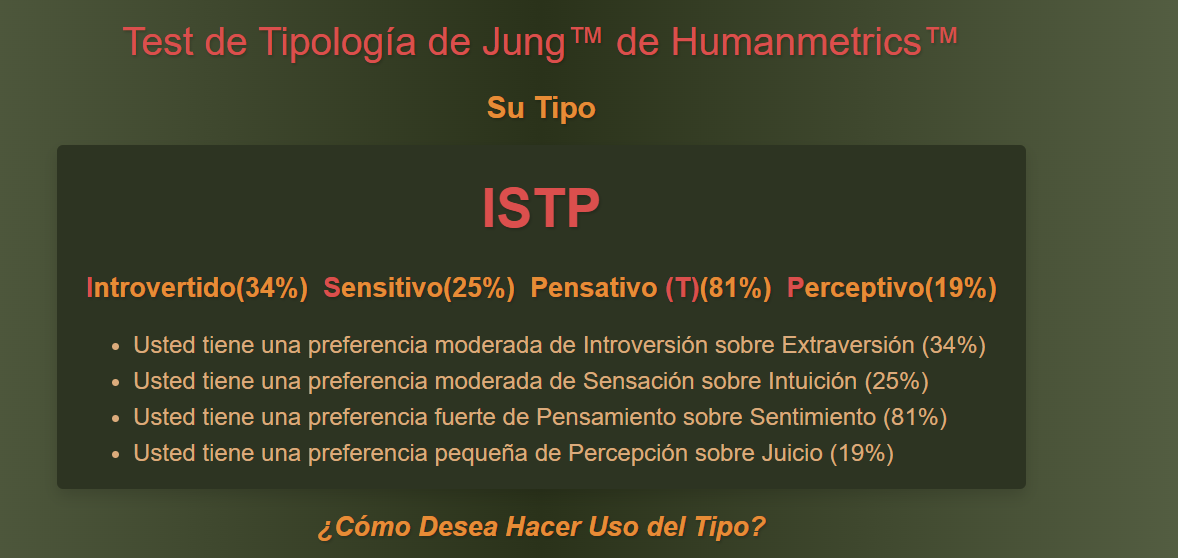 Test de Tipología de Jung™ de Humanmetrics™
Su Tipo
ISTP
Introvertido(34%) Sensitivo(25%) Pensativo (T)(81%) Perceptivo(19%)
• Usted tiene una preferencia moderada de Introversión sobre Extraversión (34%)
• Usted tiene una preferencia moderada de Sensación sobre Intuición (25%)
• Usted tiene una preferencia fuerte de Pensamiento sobre Sentimiento (81%)
• Usted tiene una preferencia pequeña de Percepción sobre Juicio (19%)
¿Cómo Desea Hacer Uso del Tipo?